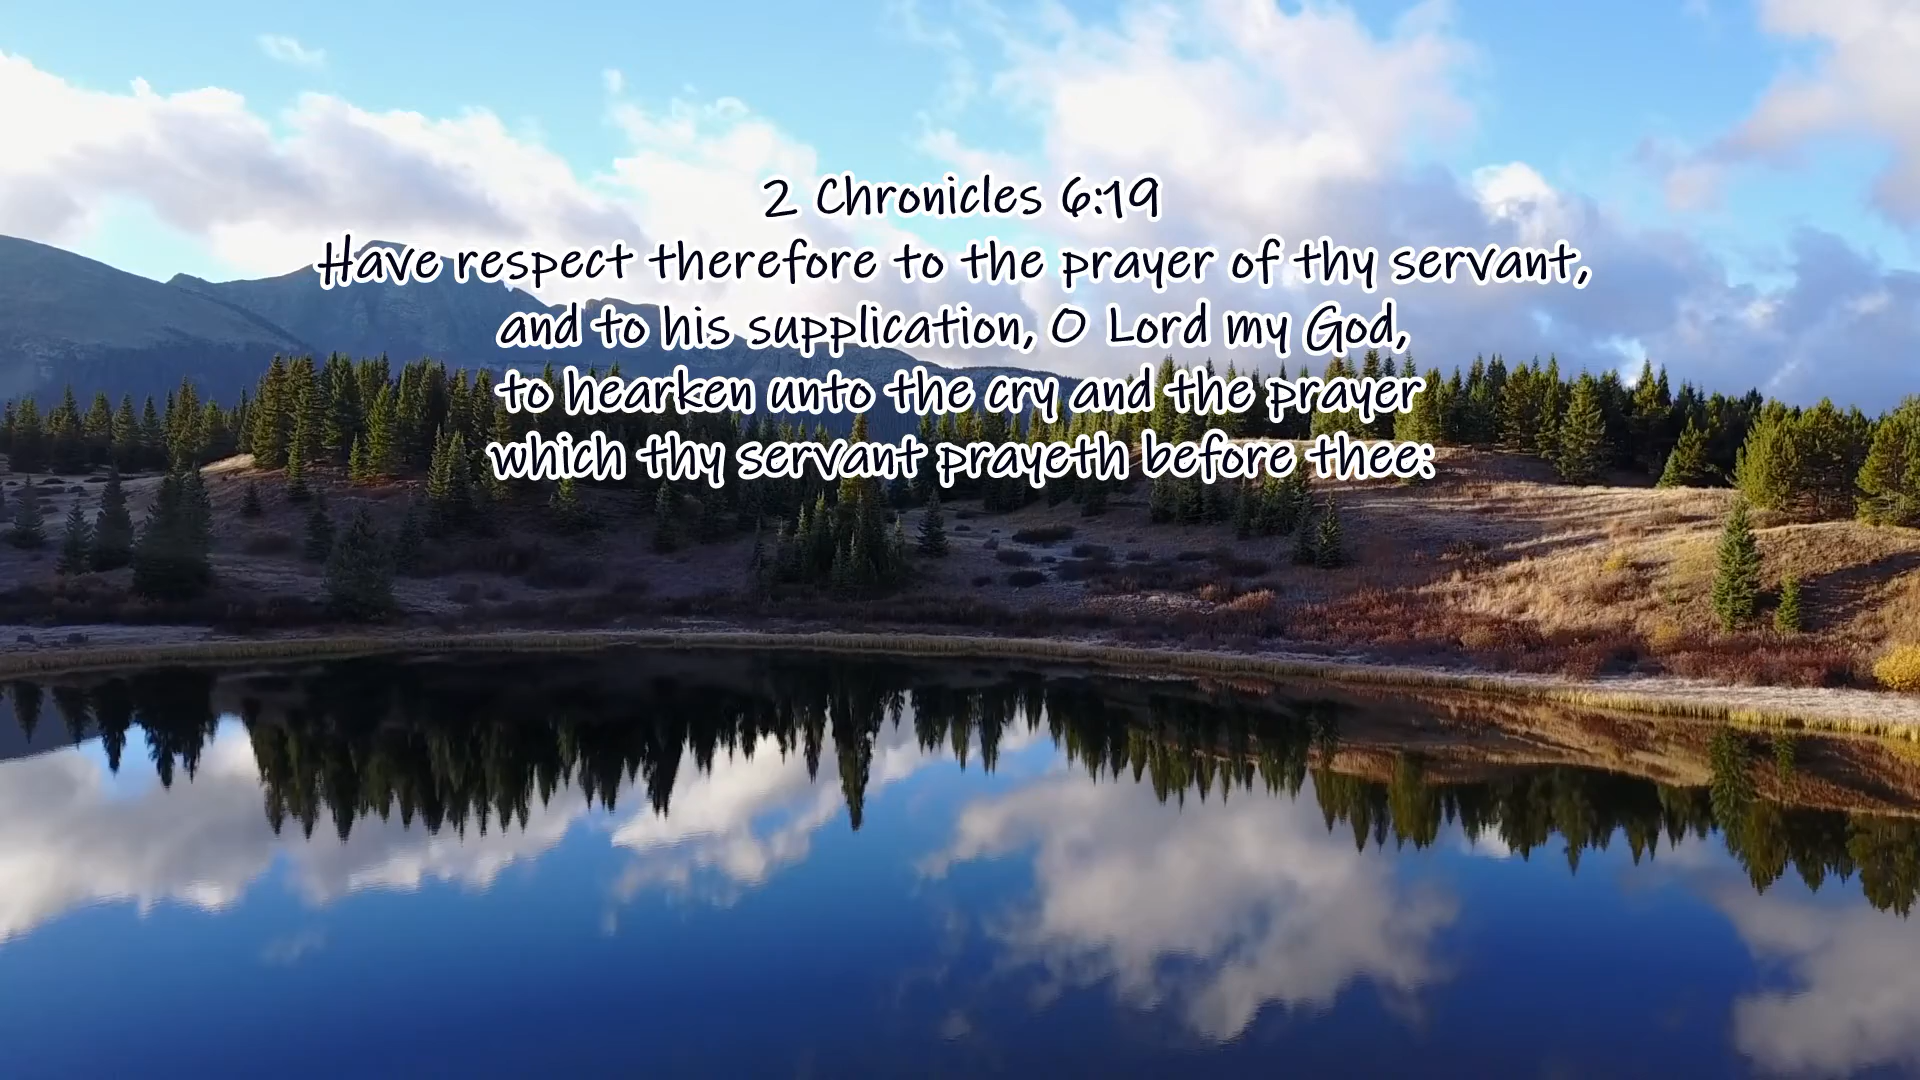 2 Chronicles 6:19
Have respect therefore to the prayer of thy servant,
and to his supplication, O Lord my God,
to hearken unto the cry and the prayer
which thy servant prayeth before thee: